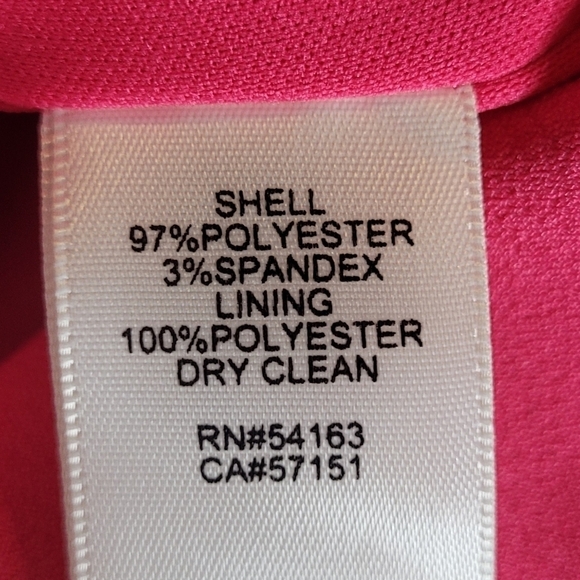 SHELL
97%POLYESTER
3%SPANDEX
LINING
100%POLYESTER
DRY CLEAN
RN#54163
CA#57151